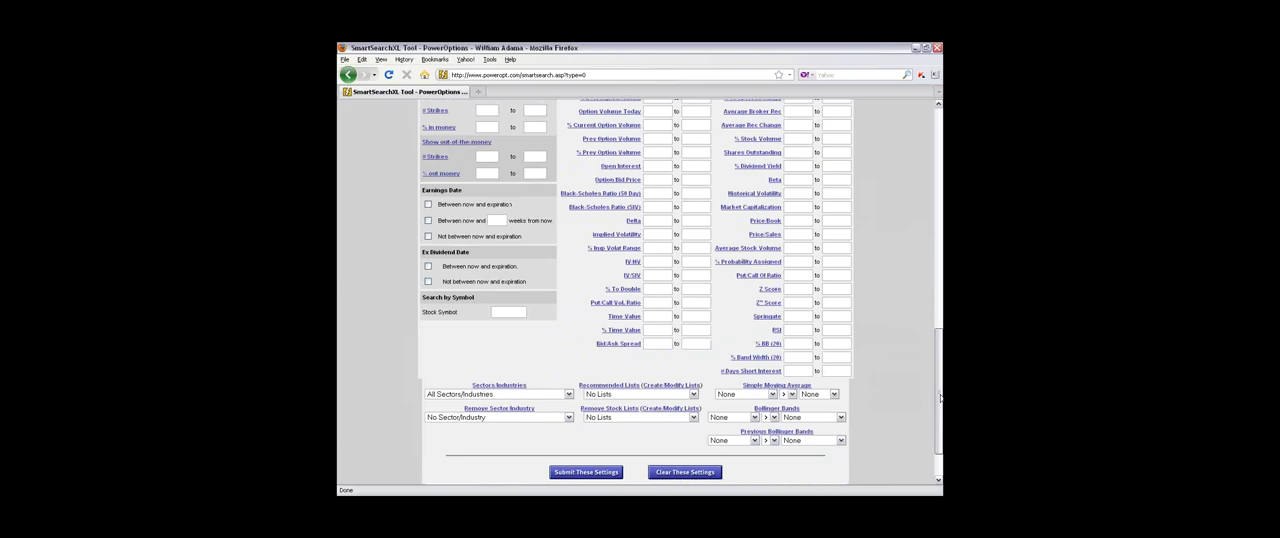 SmartSearchXL Tool - PowerOptions - William Adama - Mozilla Firefox
File Edit View History Bookmarks Yahoo! Tools Help
http://www.poweropt.com/smartsearch.asp?type=0
Yahoo
SmartSearchXL Tool - PowerOptions ...
# Strikes to
% in money to
Show out-of-the-money
# Strikes to
% out money to
Earnings Date
Between now and expiration
Between now and weeks from now
Not between now and expiration
Ex Dividend Date
Between now and expiration.
Not between now and expiration
Search by Symbol
Stock Symbol
Option Volume Today to
% Current Option Volume to
Prev Option Volume to
% Prev Option Volume to
Open Interest to
Option Bid Price to
Black-Scholes Ratio (50 Day) to
Black-Scholes Ratio (SIV) to
Delta to
Implied Volatility to
% Imp Volat Range to
IV/HV to
IV/SIV to
% To Double to
Put Call Vol. Ratio to
Time Value to
% Time Value to
Bid/Ask Spread to
Average Broker Rec to
Average Rec Change to
% Stock Volume to
Shares Outstanding to
% Dividend Yield to
Beta to
Historical Volatility to
Market Capitalization to
Price/Book to
Price/Sales to
Average Stock Volume to
% Probability Assigned to
Put/Call OI Ratio to
Z Score to
Z" Score to
Springate to
RSI to
% BB (20) to
% Band Width (20) to
# Days Short Interest to
Sectors/Industries
All Sectors/Industries
Remove Sector/Industry
No Sector/Industry
Recommended Lists (Create/Modify Lists)
No Lists
Remove Stock Lists (Create/Modify Lists)
No Lists
Simple Moving Average
None > None
Bollinger Bands
None > None
Previous Bollinger Bands
None > None
Submit These Settings Clear These Settings
Done